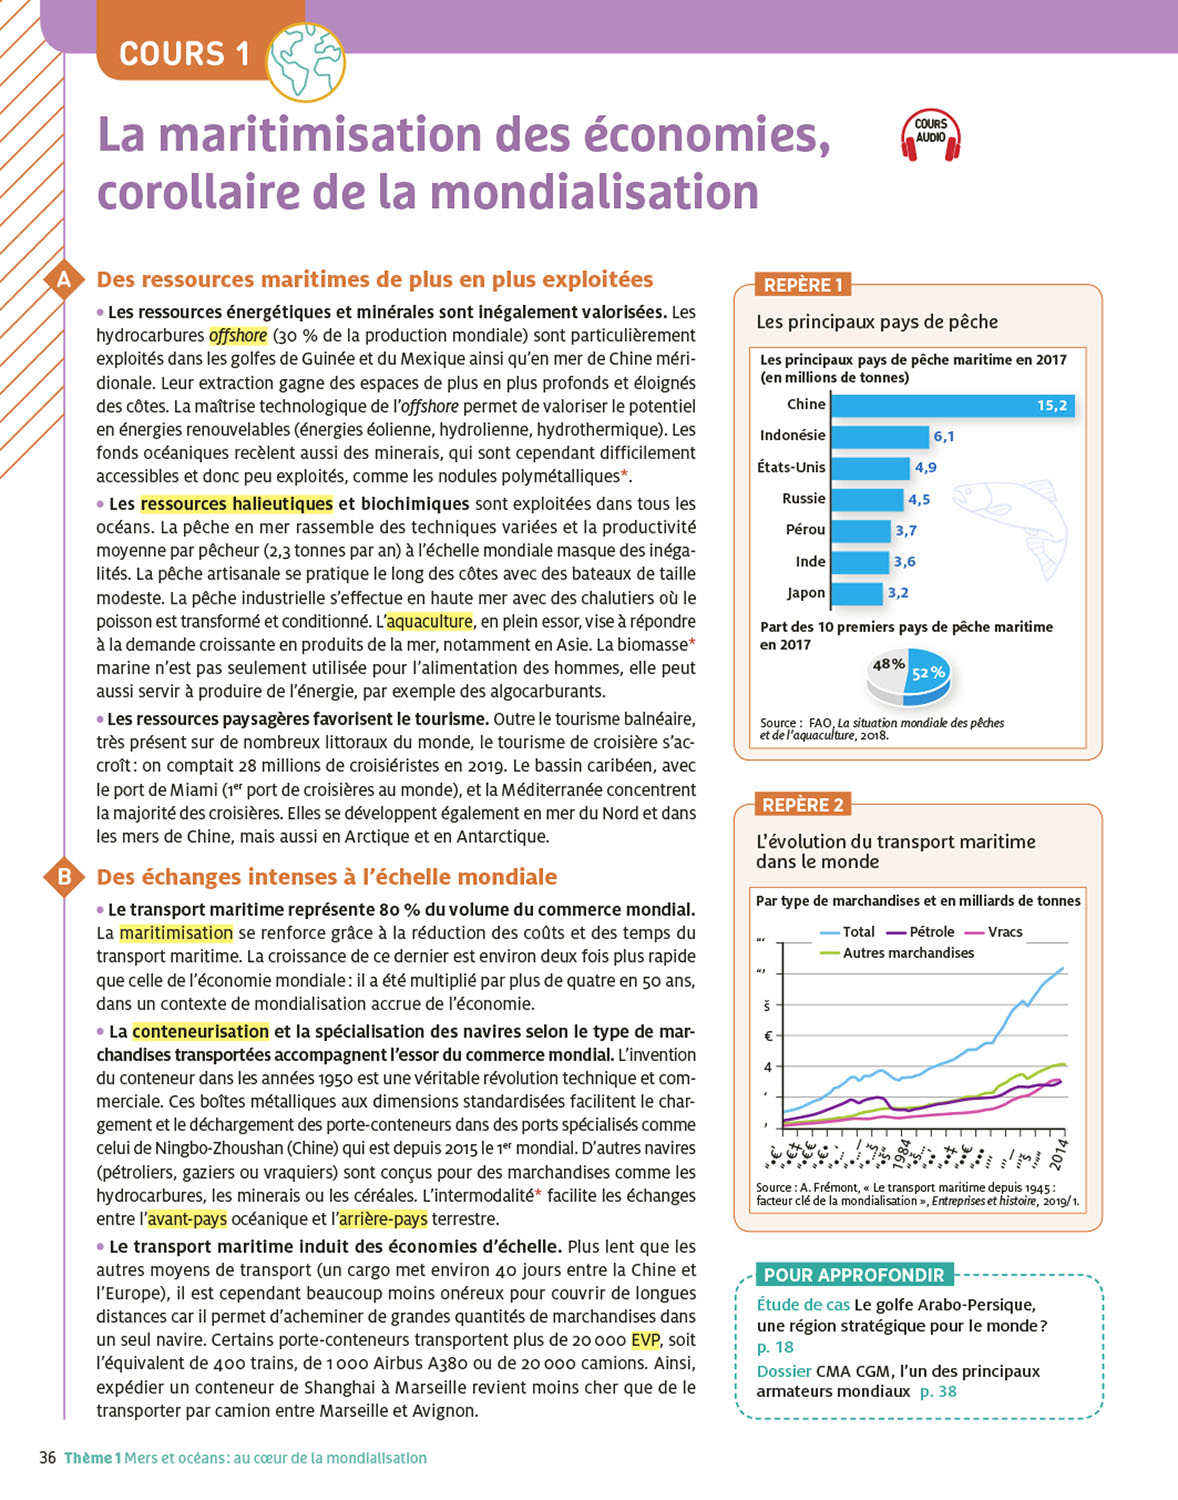 COURS 1
La maritimisation des économies,
corollaire de la mondialisation
COURS
AUDIO
A
Des ressources maritimes de plus en plus exploitées
• Les ressources énergétiques et minérales sont inégalement valorisées. Les
hydrocarbures offshore (30 % de la production mondiale) sont particulièrement
exploités dans les golfes de Guinée et du Mexique ainsi qu'en mer de Chine méri-
dionale. Leur extraction gagne des espaces de plus en plus profonds et éloignés
des côtes. La maîtrise technologique de l'offshore permet de valoriser le potentiel
en énergies renouvelables (énergies éolienne, hydrolienne, hydrothermique). Les
fonds océaniques recèlent aussi des minerais, qui sont cependant difficilement
accessibles et donc peu exploités, comme les nodules polymétalliques*.
• Les ressources halieutiques et biochimiques sont exploitées dans tous les
océans. La pêche en mer rassemble des techniques variées et la productivité
moyenne par pêcheur (2,3 tonnes par an) à l'échelle mondiale masque des inéga-
lités. La pêche artisanale se pratique le long des côtes avec des bateaux de taille
modeste. La pêche industrielle s'effectue en haute mer avec des chalutiers où le
poisson est transformé et conditionné. L'aquaculture, en plein essor, vise à répondre
à la demande croissante en produits de la mer, notamment en Asie. La biomasse*
marine n'est pas seulement utilisée pour l'alimentation des hommes, elle peut
aussi servir à produire de l'énergie, par exemple des algocarburants.
• Les ressources paysagères favorisent le tourisme. Outre le tourisme balnéaire,
très présent sur de nombreux littoraux du monde, le tourisme de croisière s'ac-
croît : on comptait 28 millions de croisiéristes en 2019. Le bassin caribéen, avec
le port de Miami (1er port de croisières au monde), et la Méditerranée concentrent
la majorité des croisières. Elles se développent également en mer du Nord et dans
les mers de Chine, mais aussi en Arctique et en Antarctique.
B
Des échanges intenses à l'échelle mondiale
• Le transport maritime représente 80 % du volume du commerce mondial.
La maritimisation se renforce grâce à la réduction des coûts et des temps du
transport maritime. La croissance de ce dernier est environ deux fois plus rapide
que celle de l'économie mondiale : il a été multiplié par plus de quatre en 50 ans,
dans un contexte de mondialisation accrue de l'économie.
• La conteneurisation et la spécialisation des navires selon le type de mar-
chandises transportées accompagnent l'essor du commerce mondial. L'invention
du conteneur dans les années 1950 est une véritable révolution technique et com-
merciale. Ces boîtes métalliques aux dimensions standardisées facilitent le char-
gement et le déchargement des porte-conteneurs dans des ports spécialisés comme
celui de Ningbo-Zhoushan (Chine) qui est depuis 2015 le 1er mondial. D'autres navires
(pétroliers, gaziers ou vraquiers) sont conçus pour des marchandises comme les
hydrocarbures, les minerais ou les céréales. L'intermodalité* facilite les échanges
entre l'avant-pays océanique et l'arrière-pays terrestre.
• Le transport maritime induit des économies d'échelle. Plus lent que les
autres moyens de transport (un cargo met environ 40 jours entre la Chine et
l'Europe), il est cependant beaucoup moins onéreux pour couvrir de longues
distances car il permet d'acheminer de grandes quantités de marchandises dans
un seul navire. Certains porte-conteneurs transportent plus de 20 000 EVP, soit
l'équivalent de 400 trains, de 1 000 Airbus A380 ou de 20 000 camions. Ainsi,
expédier un conteneur de Shanghai à Marseille revient moins cher que de le
transporter par camion entre Marseille et Avignon.
REPÈRE 1
Les principaux pays de pêche
Les principaux pays de pêche maritime en 2017
(en millions de tonnes)
Chine 15,2
Indonésie 6,1
États-Unis 4,9
Russie 4,5
Pérou 3,7
Inde 3,6
Japon 3,2
Part des 10 premiers pays de pêche maritime
en 2017
48 % 52 %
Source : FAO, La situation mondiale des pêches
et de l'aquaculture, 2018.
REPÈRE 2
L'évolution du transport maritime
dans le monde
Par type de marchandises et en milliards de tonnes
Total Pétrole Vracs
Autres marchandises
š
€
4
1984
2014
Source : A. Frémont, « Le transport maritime depuis 1945 :
facteur clé de la mondialisation », Entreprises et histoire, 2019/1.
POUR APPROFONDIR
Étude de cas Le golfe Arabo-Persique,
une région stratégique pour le monde ?
p. 18
Dossier CMA CGM, l'un des principaux
armateurs mondiaux p. 38
36 Thème 1 Mers et océans : au cœur de la mondialisation